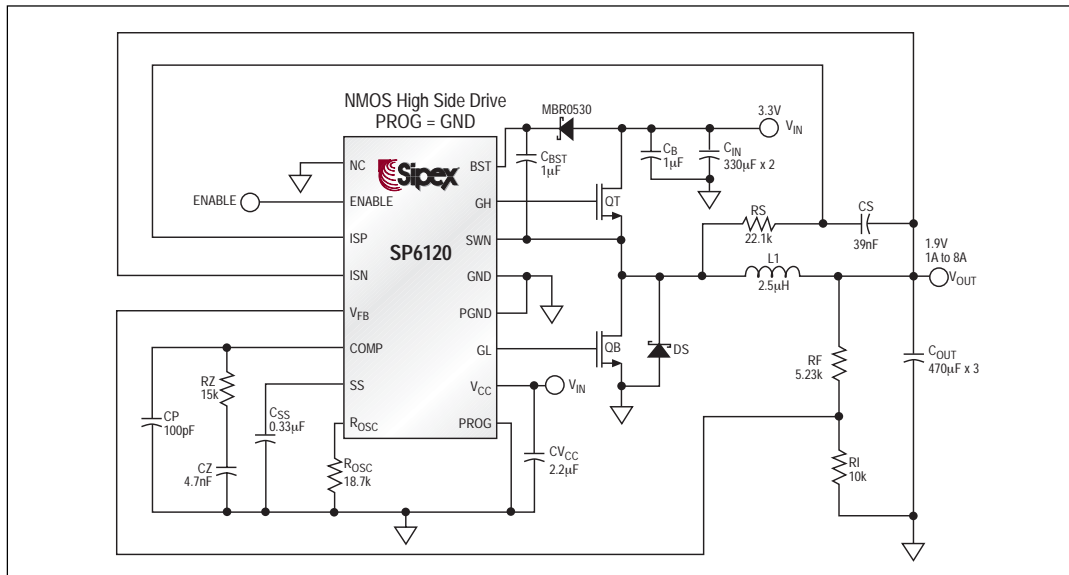 NMOS High Side Drive
PROG = GND
Sipex
SP6120
NC
ENABLE
ISP
ISN
VFB
COMP
SS
ROSC
BST
GH
SWN
GND
PGND
GL
VCC
PROG
ENABLE
MBR0530
3.3V
VIN
CBST
1µF
CB
1µF
CIN
330µF x 2
QT
RS
22.1k
CS
39nF
L1
2.5µH
1.9V
1A to 8A
VOUT
QB
DS
RF
5.23k
COUT
470µF x 3
RI
10k
VIN
CVCC
2.2µF
RZ
15k
CP
100pF
CZ
4.7nF
CSS
0.33µF
ROSC
18.7k